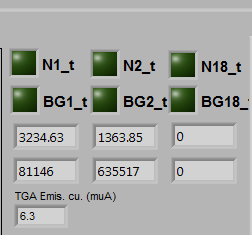 N1_t N2_t N18_t
BG1_t BG2_t BG18_
3234.63 1363.85 0
81146 635517 0
TGA Emis. cu. (muA)
6.3